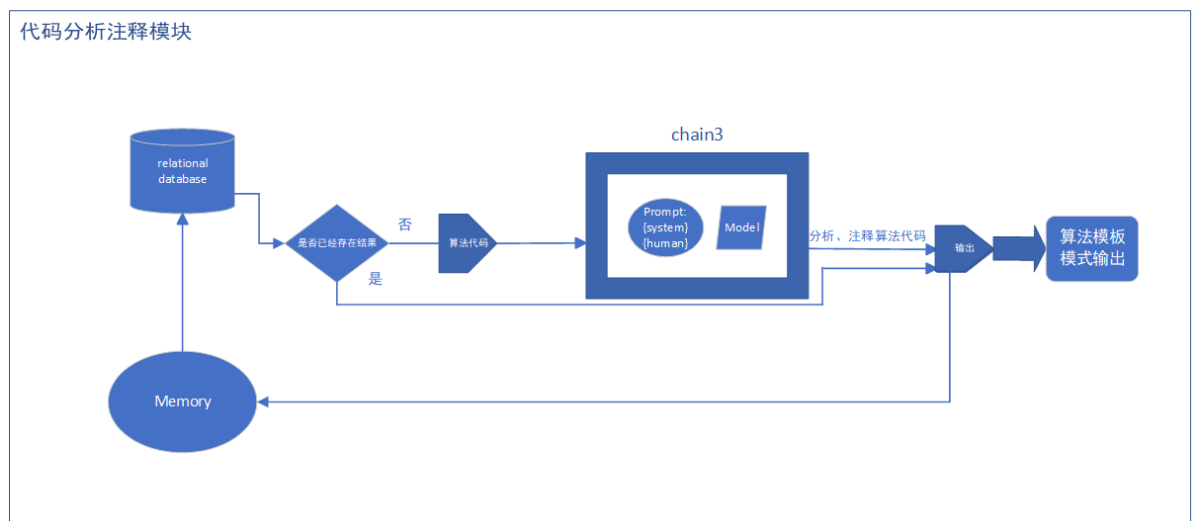 代码分析注释模块
chain3
relational
database
否
是否已经存在结果
算法代码
是
Prompt:
{system}
{human}
Model
分析、注释算法代码
输出
算法模板
模式输出
Memory